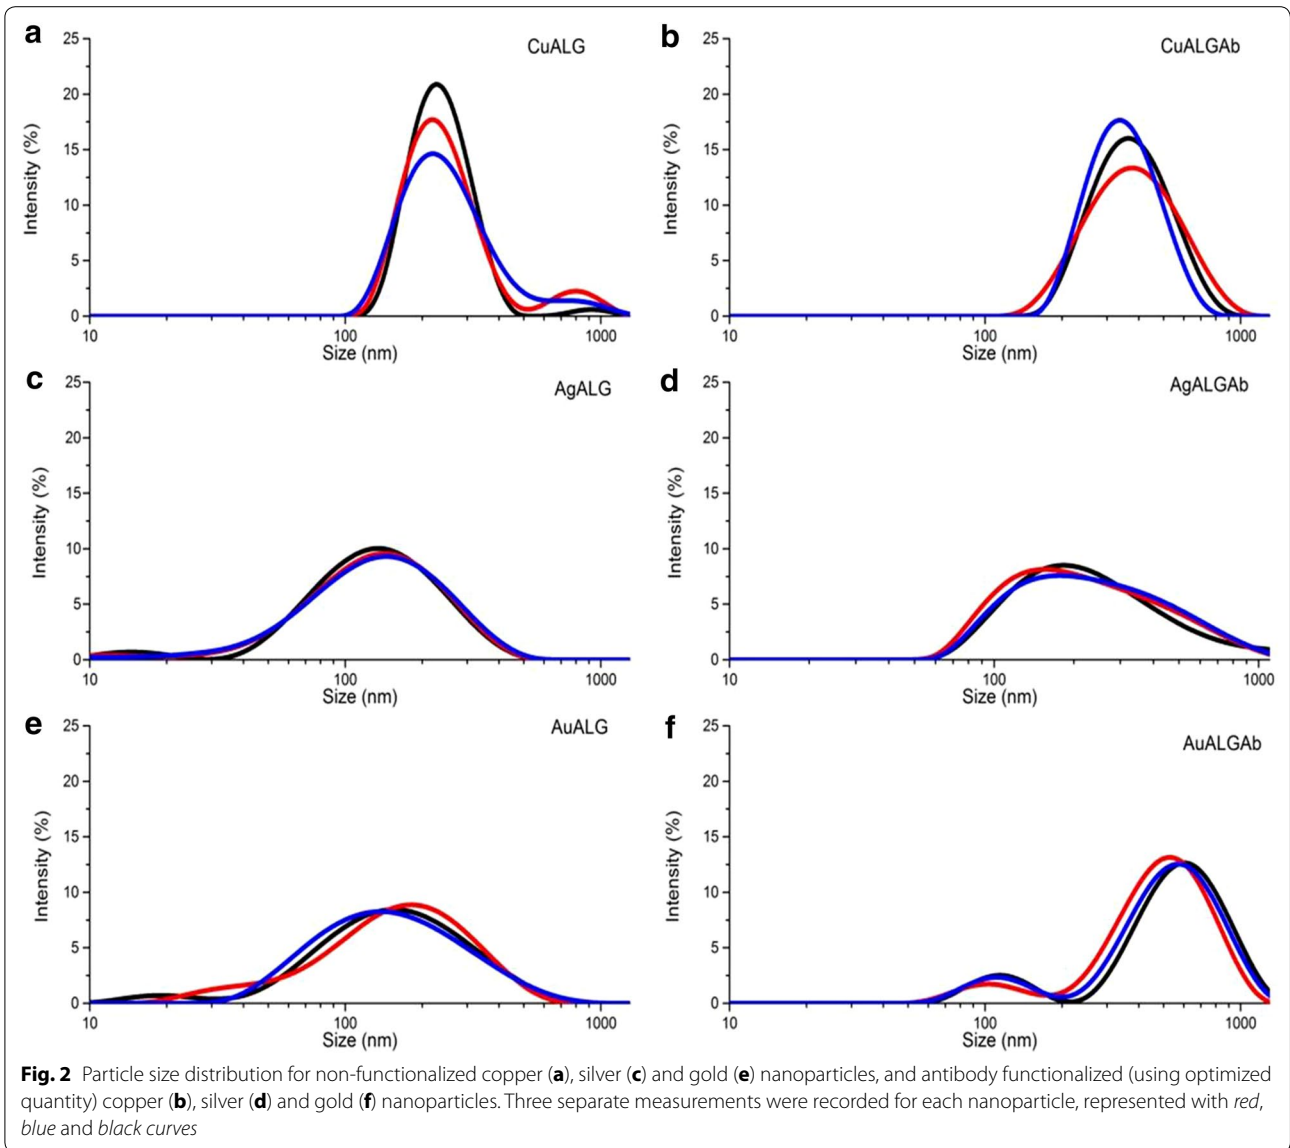 a
25
20
15
10
5
0
Intensity (%)
CuALG
10
100
1000
Size (nm)
b
25
20
15
10
5
0
Intensity (%)
CuALGAb
10
100
1000
Size (nm)
c
25
20
15
10
5
0
Intensity (%)
AgALG
10
100
1000
Size (nm)
d
25
20
15
10
5
0
Intensity (%)
AgALGAb
10
100
1000
Size (nm)
e
25
20
15
10
5
0
Intensity (%)
AuALG
10
100
1000
Size (nm)
f
25
20
15
10
5
0
Intensity (%)
AuALGAb
10
100
1000
Size (nm)
Fig. 2 Particle size distribution for non-functionalized copper (a), silver (c) and gold (e) nanoparticles, and antibody functionalized (using optimized
quantity) copper (b), silver (d) and gold (f) nanoparticles. Three separate measurements were recorded for each nanoparticle, represented with red,
blue and black curves